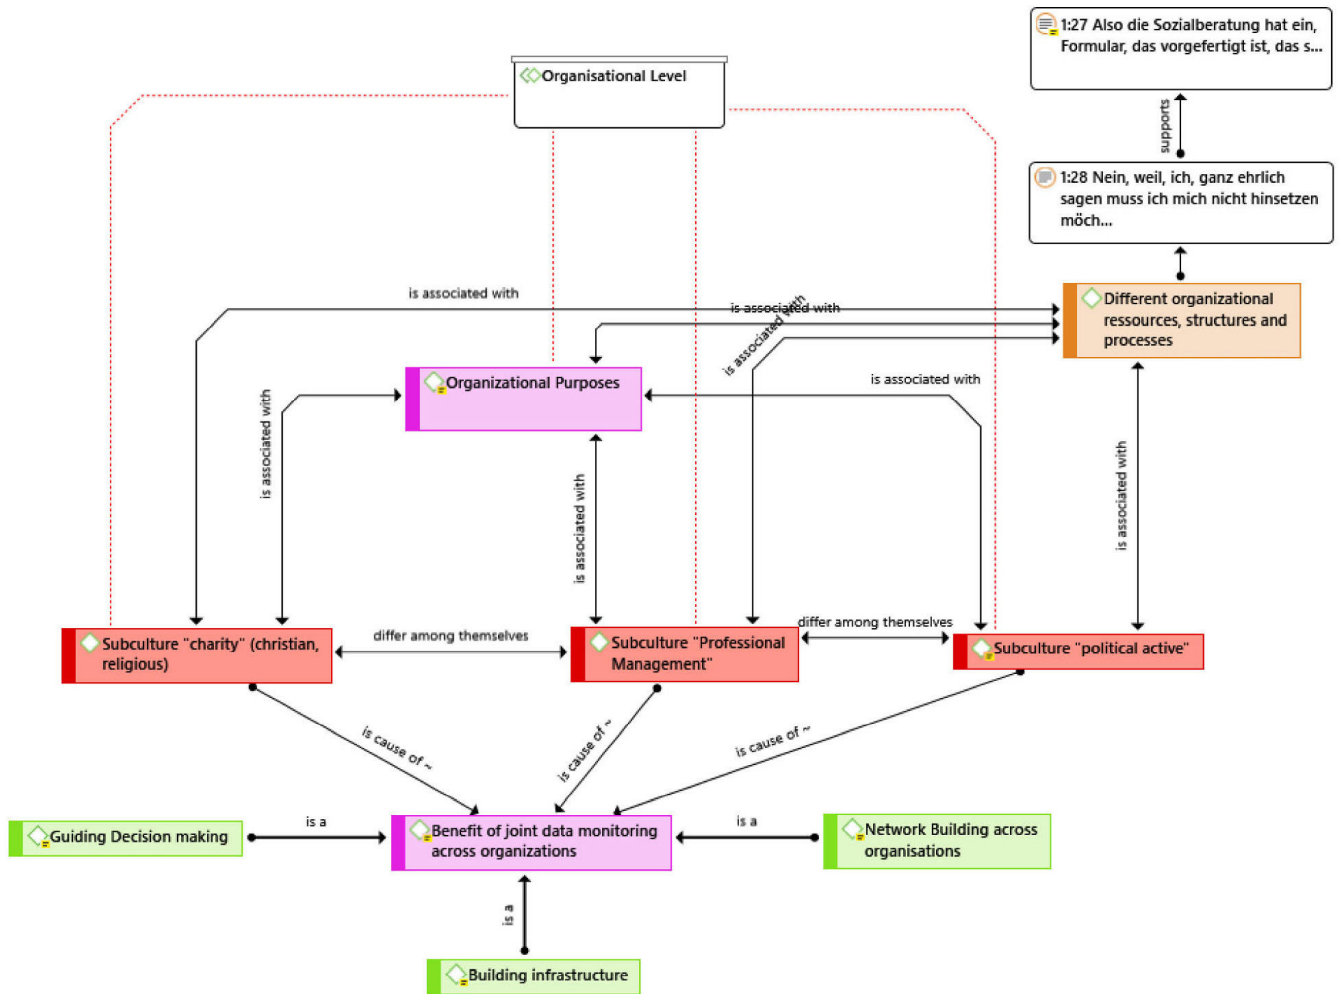 1:27 Also die Sozialberatung hat ein,
Formular, das vorgefertigt ist, das s...
Organisational Level
supports
1:28 Nein, weil, ich, ganz ehrlich
sagen muss ich mich nicht hinsetzen
möch...
is associated with
is associated with
is associated with
Different organizational
ressources, structures and
processes
Organizational Purposes
is associated with
is associated with
is associated with
is associated with
Subculture "charity" (christian,
religious)
differ among themselves
Subculture "Professional
Management"
differ among themselves
Subculture "political active"
is cause of ~
is cause of ~
is cause of ~
Guiding Decision making
is a
Benefit of joint data monitoring
across organizations
is a
Network Building across
organisations
is a
Building infrastructure